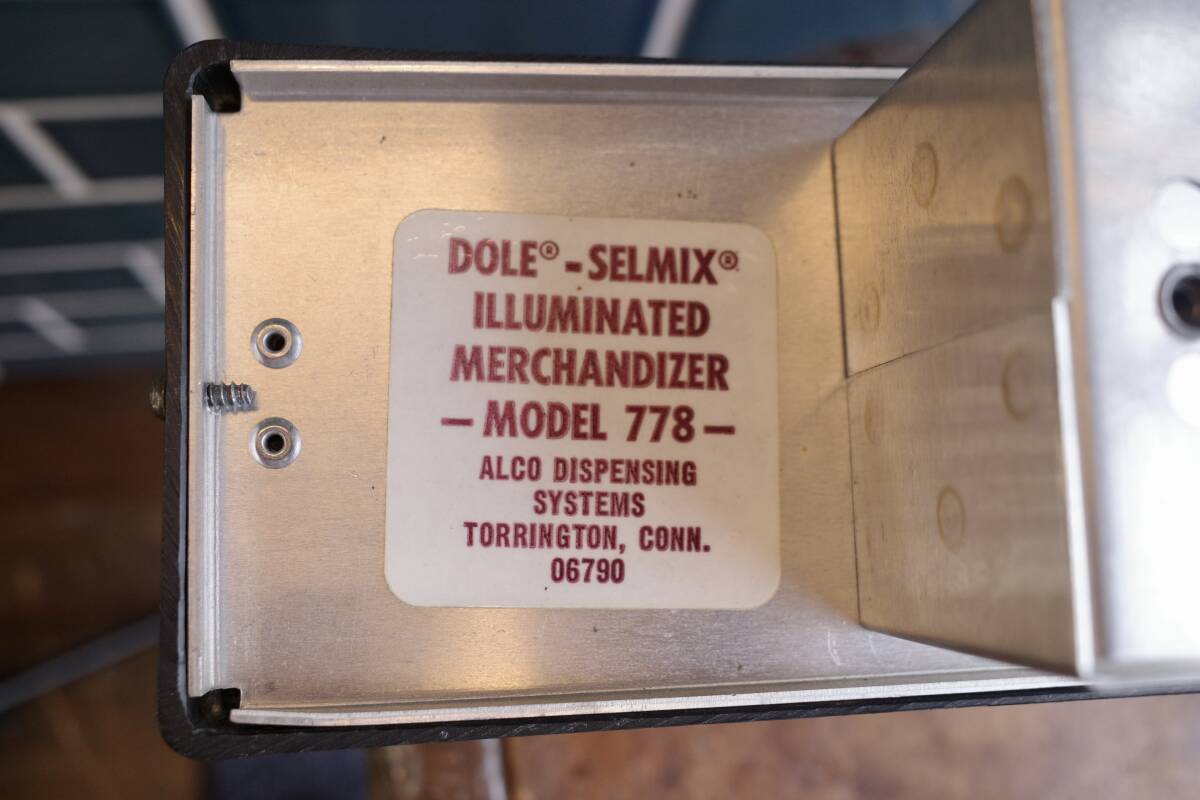 DOLE® - SELMIX®
ILLUMINATED
MERCHANDIZER
— MODEL 778 —
ALCO DISPENSING
SYSTEMS
TORRINGTON, CONN.
06790